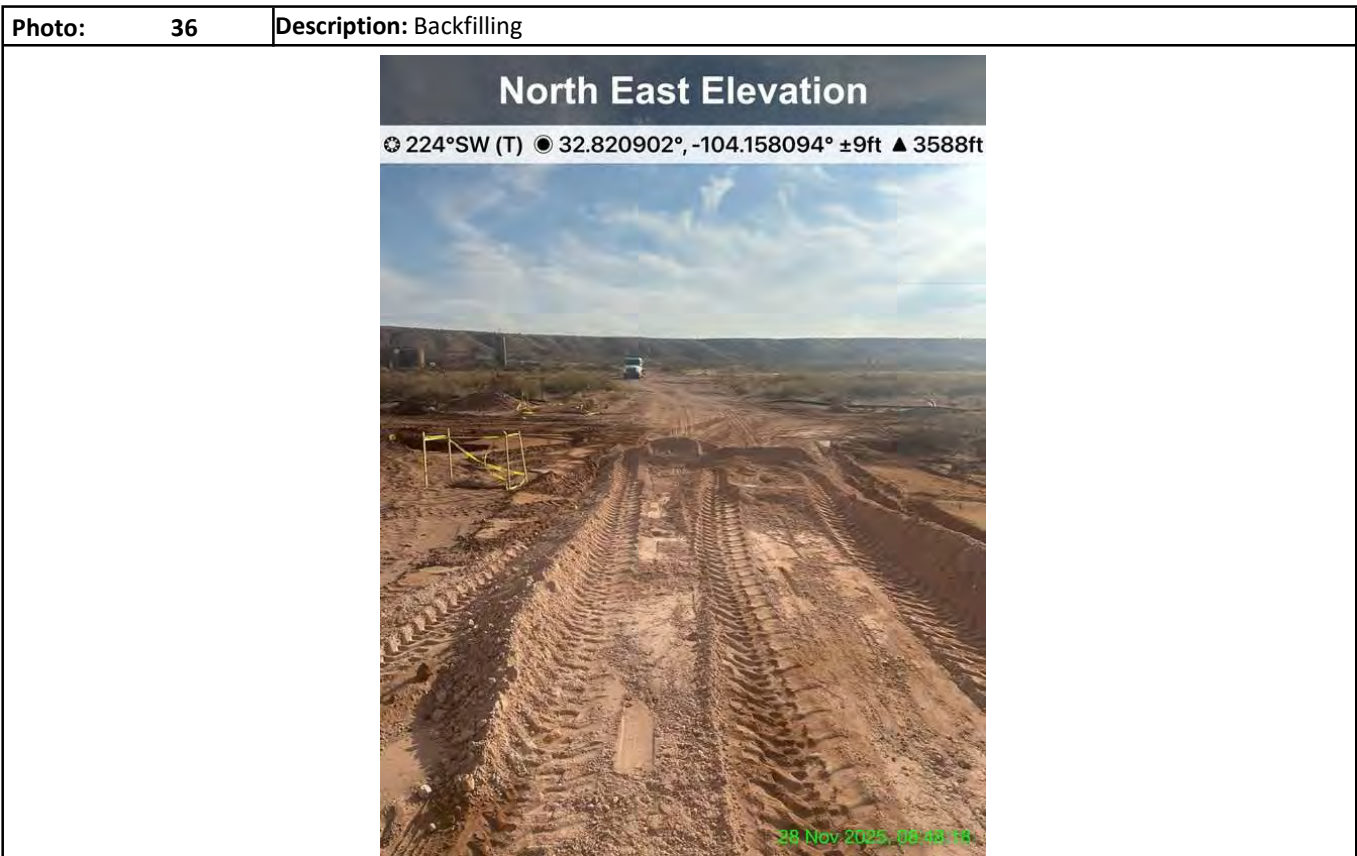 Photo: 36 Description: Backfilling
North East Elevation
224°SW (T) 32.820902°, -104.158094° ±9ft ▲ 3588ft
28 Nov 2025, 08:48:18